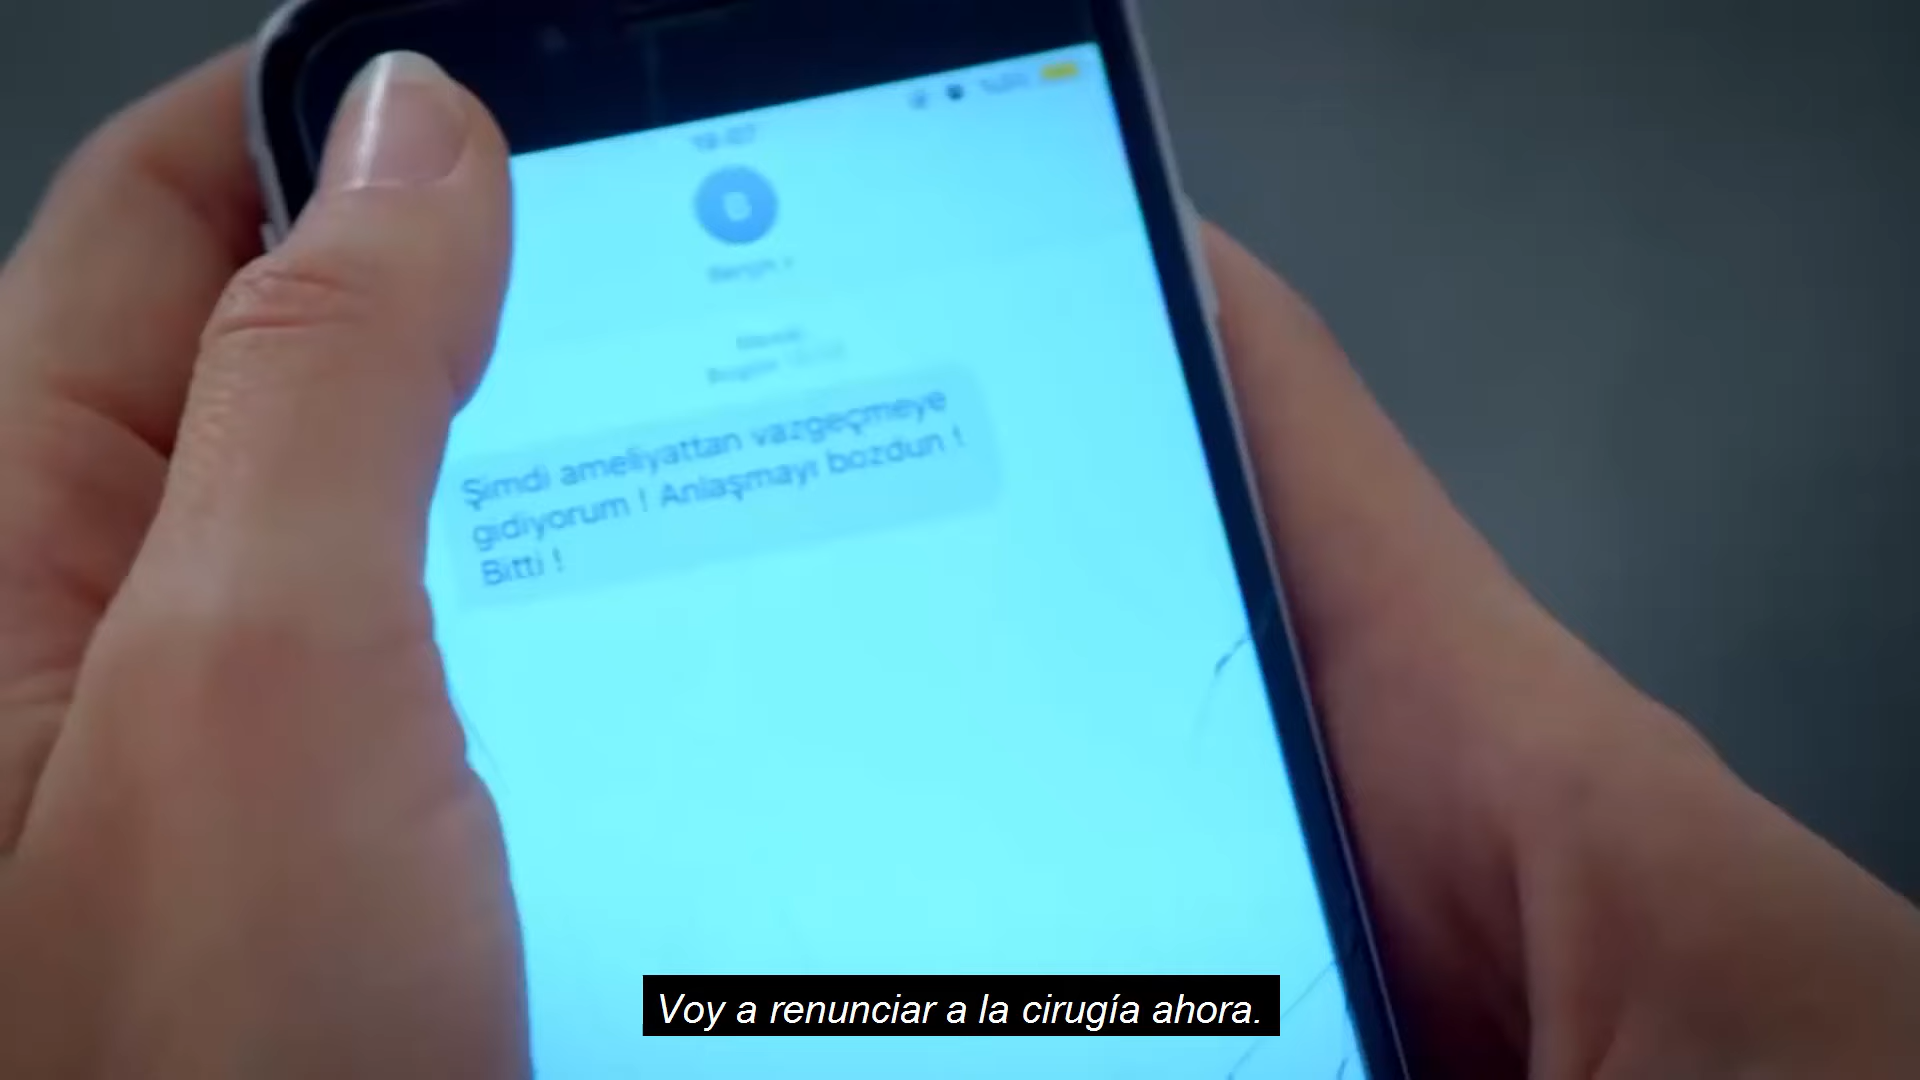 Şimdi ameliyattan vazgeçmeye
gidiyorum ! Anlaşmayı bozdun !
Bitti !
Voy a renunciar a la cirugía ahora.